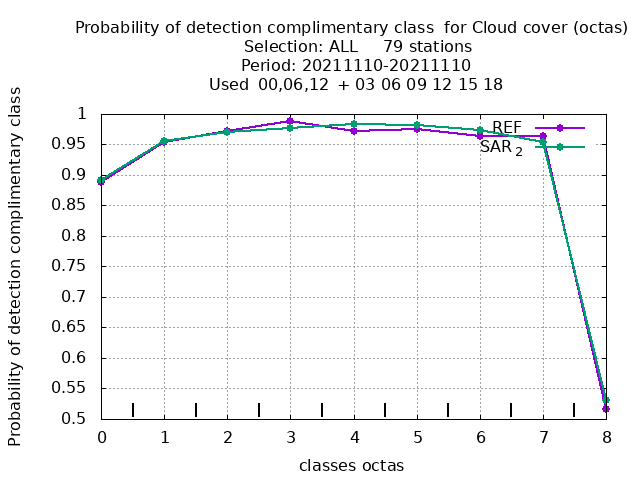 Probability of detection complimentary class  for Cloud cover (octas)
Selection: ALL     79 stations
Period: 20211110-20211110
Used  00,06,12  + 03 06 09 12 15 18
Probability of detection complimentary class
1
0.95
0.9
0.85
0.8
0.75
0.7
0.65
0.6
0.55
0.5
REF
SAR 2
0 1 2 3 4 5 6 7 8
classes octas